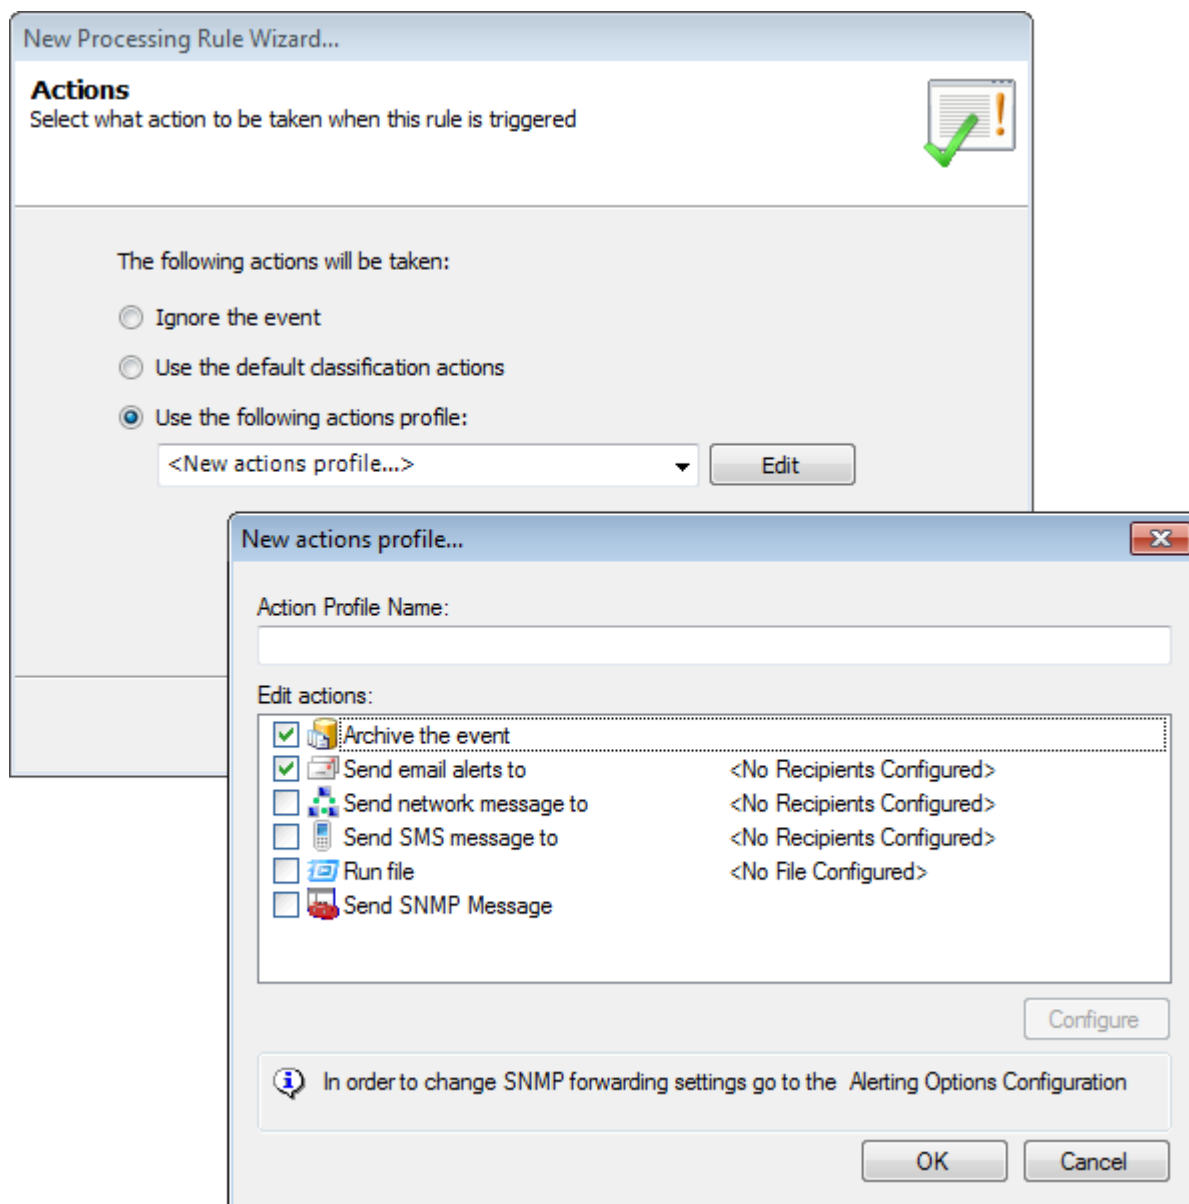 New Processing Rule Wizard...
Actions
Select what action to be taken when this rule is triggered
The following actions will be taken:
Ignore the event
Use the default classification actions
Use the following actions profile:
<New actions profile...>
Edit
New actions profile...
Action Profile Name:
Edit actions:
Archive the event
Send email alerts to <No Recipients Configured>
Send network message to <No Recipients Configured>
Send SMS message to <No Recipients Configured>
Run file <No File Configured>
Send SNMP Message
Configure
In order to change SNMP forwarding settings go to the Alerting Options Configuration
OK Cancel